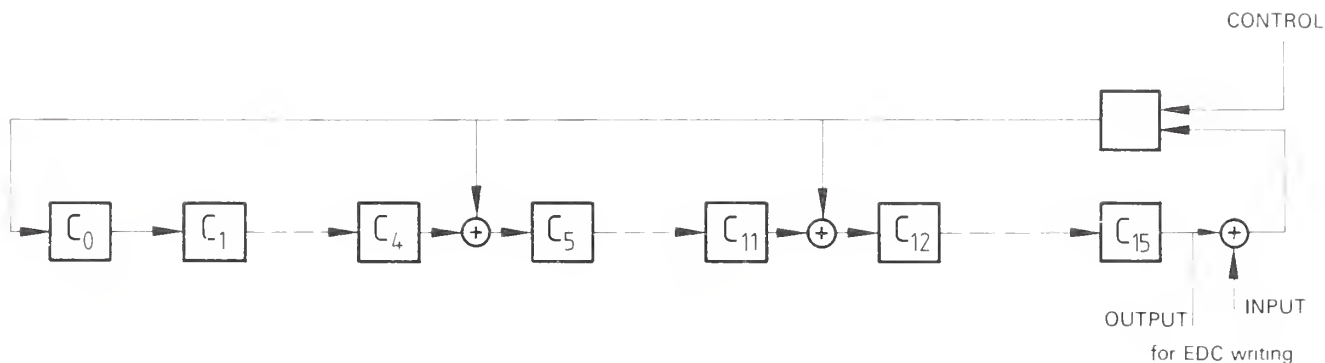 CONTROL
C₀ C₁ C₄ + C₅ C₁₁ + C₁₂ C₁₅ +
OUTPUT INPUT
for EDC writing